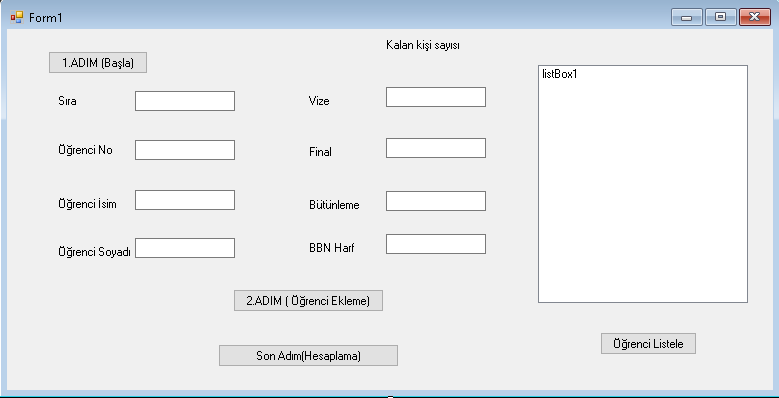 Form1
Kalan kişi sayısı
1.ADIM (Başla)
listBox1
Sıra
Vize
Öğrenci No
Final
Öğrenci İsim
Bütünleme
Öğrenci Soyadı
BBN Harf
2.ADIM ( Öğrenci Ekleme)
Öğrenci Listele
Son Adım(Hesaplama)